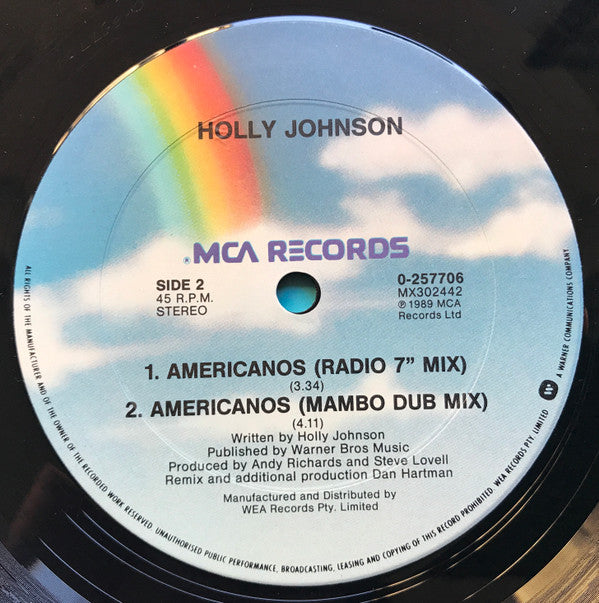 HOLLY JOHNSON
®MCA RECORDS
SIDE 2
45 R.P.M.
STEREO
0-257706
MX302442
℗ 1989 MCA
Records Ltd
1. AMERICANOS (RADIO 7” MIX)
(3.34)
2. AMERICANOS (MAMBO DUB MIX)
(4.11)
Written by Holly Johnson
Published by Warner Bros Music
Produced by Andy Richards and Steve Lovell
Remix and additional production Dan Hartman
Manufactured and Distributed by
WEA Records Pty. Limited
ALL RIGHTS OF THE MANUFACTURER AND OF THE OWNER OF THE RECORDED WORK RESERVED. UNAUTHORISED PUBLIC PERFORMANCE, BROADCASTING, LEASING AND COPYING OF THIS RECORD PROHIBITED. WEA RECORDS PTY. LIMITED
A WARNER COMMUNICATIONS COMPANY